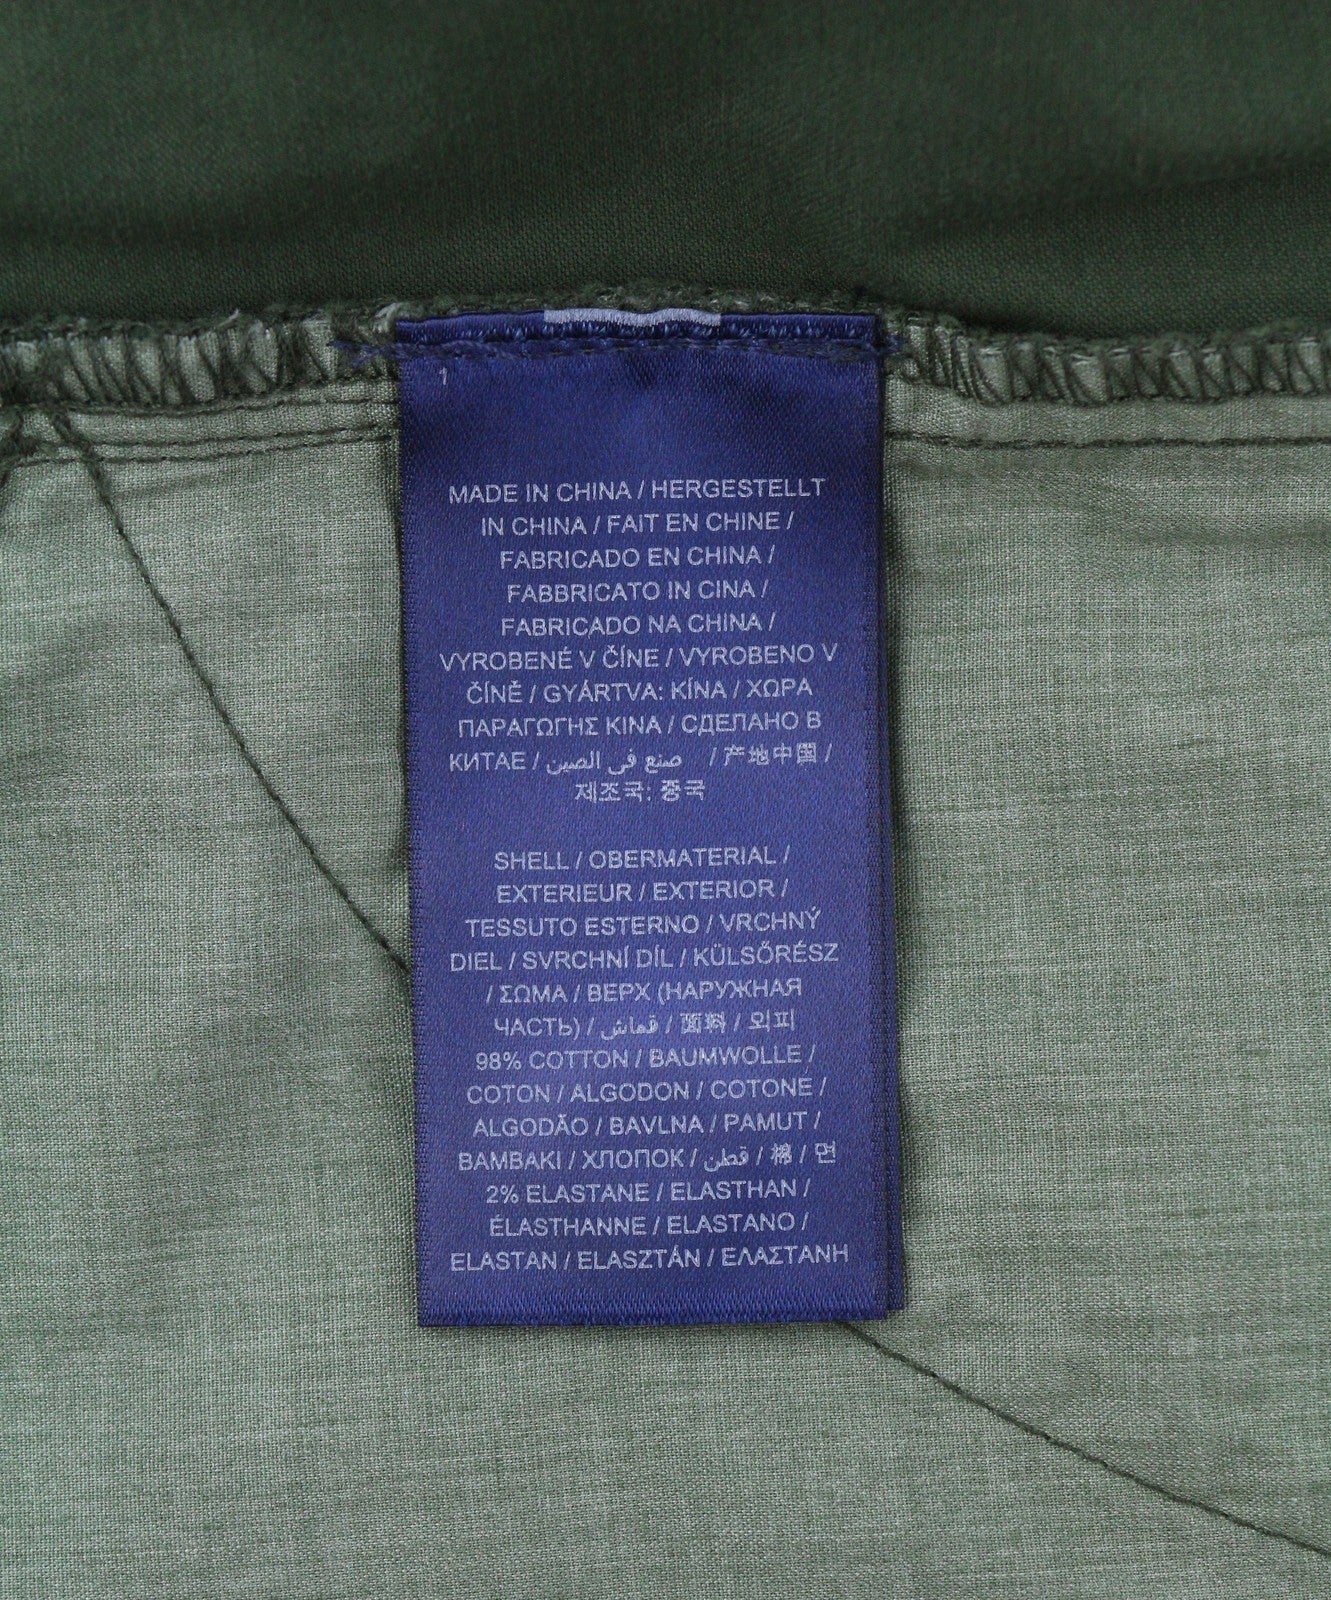 1
MADE IN CHINA / HERGESTELLT
IN CHINA / FAIT EN CHINE /
FABRICADO EN CHINA /
FABBRICATO IN CINA /
FABRICADO NA CHINA /
VYROBENÉ V ČÍNE / VYROBENO V
ČÍNĚ / GYÁRTVA: KÍNA / ΧΩΡΑ
ΠΑΡΑΓΩΓΗΣ ΚΙΝΑ / СДЕЛАНО В
КИТАЕ / صنع في الصين / 产地中国 /
제조국: 중국
SHELL / OBERMATERIAL /
EXTERIEUR / EXTERIOR /
TESSUTO ESTERNO / VRCHNÝ
DIEL / SVRCHNÍ DÍL / KÜLSŐRÉSZ
/ ΣΩΜΑ / ВЕРХ (НАРУЖНАЯ
ЧАСТЬ) / قماش / 面料 / 외피
98% COTTON / BAUMWOLLE /
COTON / ALGODON / COTONE /
ALGODÃO / BAVLNA / PAMUT /
BAMBAKI / ХЛОПОК / قطن / 棉 / 면
2% ELASTANE / ELASTHAN /
ÉLASTHANNE / ELASTANO /
ELASTAN / ELASZTÁN / ΕΛΑΣΤΑΝΗ